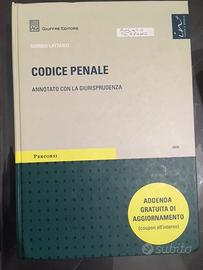 GIUFFRÈ EDITORE
GIORGIO LATTANZI
CODICE PENALE
ANNOTATO CON LA GIURISPRUDENZA
PERCORSI
2010
ADDENDA
GRATUITA DI
AGGIORNAMENTO
(coupon all'interno)
subito